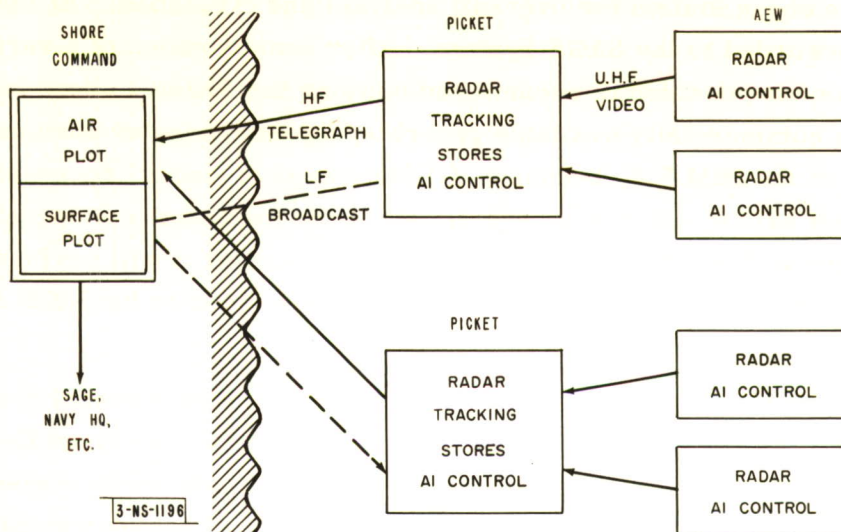 SHORE
COMMAND
AIR
PLOT
SURFACE
PLOT
SAGE,
NAVY HQ,
ETC.
3-NS-1196
HF
TELEGRAPH
LF
BROADCAST
PICKET
RADAR
TRACKING
STORES
AI CONTROL
U.H.F.
VIDEO
AEW
RADAR
AI CONTROL
RADAR
AI CONTROL
PICKET
RADAR
TRACKING
STORES
AI CONTROL
RADAR
AI CONTROL
RADAR
AI CONTROL